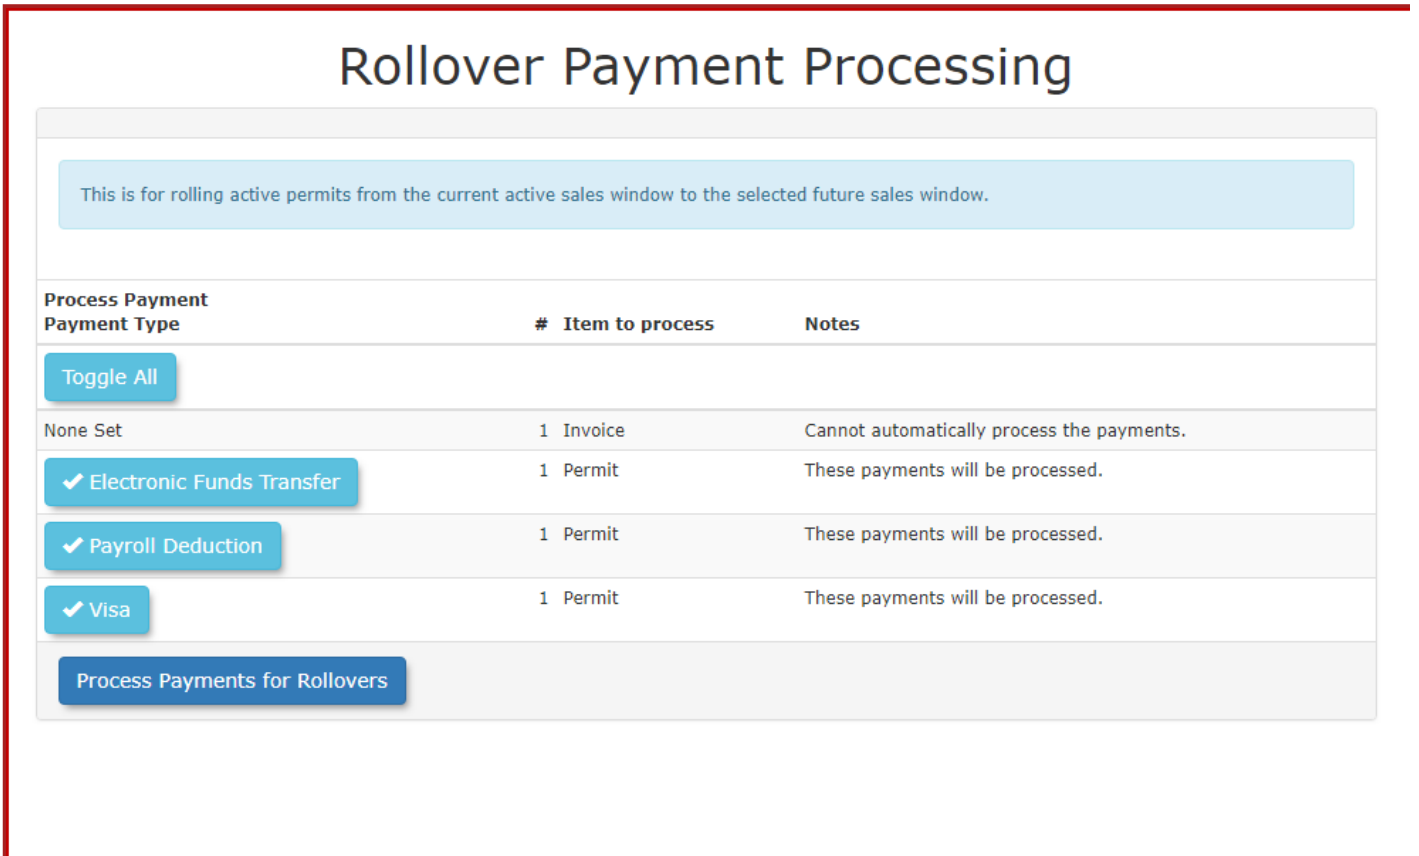 Rollover Payment Processing
This is for rolling active permits from the current active sales window to the selected future sales window.
Process Payment
Payment Type # Item to process Notes
Toggle All
None Set 1 Invoice Cannot automatically process the payments.
Electronic Funds Transfer 1 Permit These payments will be processed.
Payroll Deduction 1 Permit These payments will be processed.
Visa 1 Permit These payments will be processed.
Process Payments for Rollovers